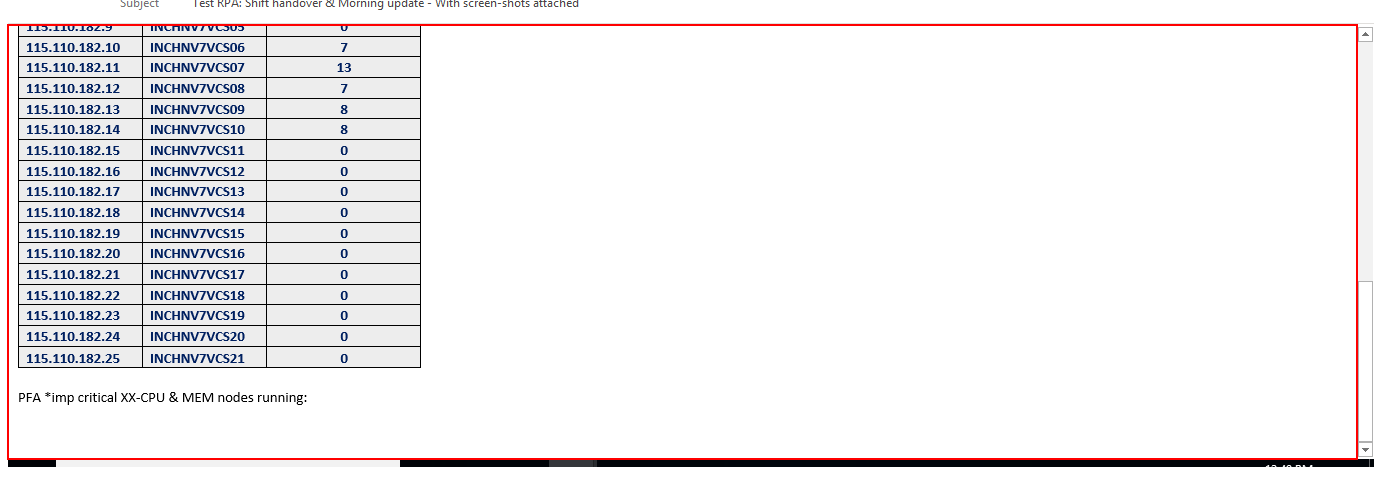 Subject Test RPA: Shift handover & Morning update - With screen-shots attached
115.110.182.9 INCHNV7VCS05 0
115.110.182.10 INCHNV7VCS06 7
115.110.182.11 INCHNV7VCS07 13
115.110.182.12 INCHNV7VCS08 7
115.110.182.13 INCHNV7VCS09 8
115.110.182.14 INCHNV7VCS10 8
115.110.182.15 INCHNV7VCS11 0
115.110.182.16 INCHNV7VCS12 0
115.110.182.17 INCHNV7VCS13 0
115.110.182.18 INCHNV7VCS14 0
115.110.182.19 INCHNV7VCS15 0
115.110.182.20 INCHNV7VCS16 0
115.110.182.21 INCHNV7VCS17 0
115.110.182.22 INCHNV7VCS18 0
115.110.182.23 INCHNV7VCS19 0
115.110.182.24 INCHNV7VCS20 0
115.110.182.25 INCHNV7VCS21 0
PFA *imp critical XX-CPU & MEM nodes running: